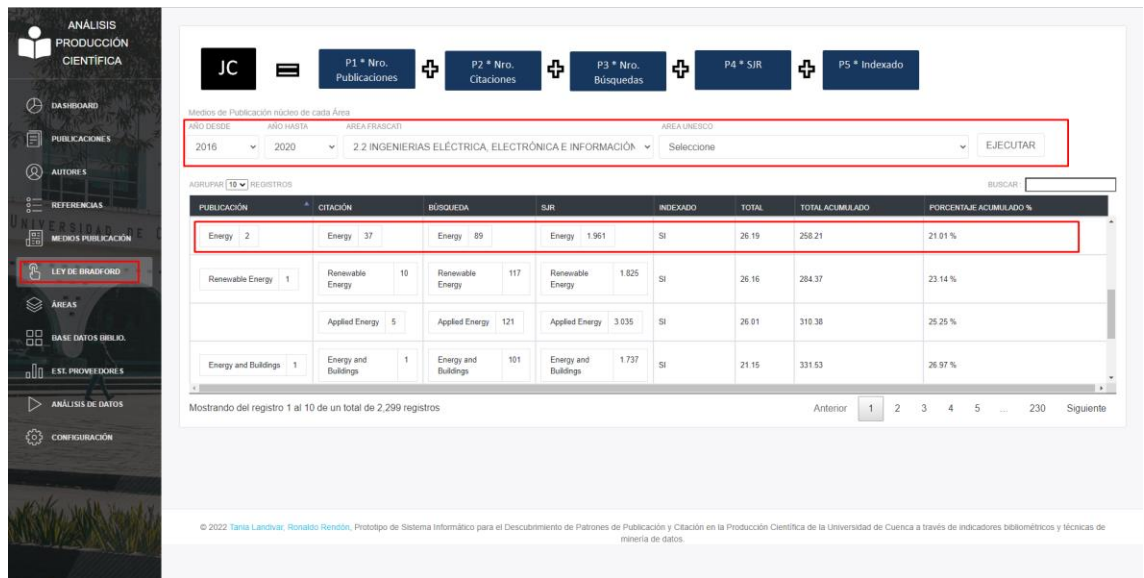 ANÁLISIS
PRODUCCIÓN
CIENTÍFICA
DASHBOARD
PUBLICACIONES
AUTORES
REFERENCIAS
UNIVERSIDAD DE
MEDIOS PUBLICACIÓN
LEY DE BRADFORD
ÁREAS
BASE DATOS BIBLIO.
EST. PROVEEDORES
ANÁLISIS DE DATOS
CONFIGURACIÓN
JC = P1 * Nro. Publicaciones + P2 * Nro. Citaciones + P3 * Nro. Búsquedas + P4 * SJR + P5 * Indexado
Medios de Publicación núcleo de cada Área
AÑO DESDE AÑO HASTA AREA FRASCATI AREA UNESCO
2016 2020 2.2 INGENIERIAS ELÉCTRICA, ELECTRÓNICA E INFORMACIÓN Seleccione EJECUTAR
AGRUPAR 10 REGISTROS BUSCAR:
PUBLICACIÓN CITACIÓN BÚSQUEDA SJR INDEXADO TOTAL TOTAL ACUMULADO PORCENTAJE ACUMULADO %
Energy 2 Energy 37 Energy 89 Energy 1.961 SI 26.19 258.21 21.01 %
Renewable Energy 1 Renewable Energy 10 Renewable Energy 117 Renewable Energy 1.825 SI 26.16 284.37 23.14 %
Applied Energy 5 Applied Energy 121 Applied Energy 3.035 SI 26.01 310.38 25.25 %
Energy and Buildings 1 Energy and Buildings 1 Energy and Buildings 101 Energy and Buildings 1.737 SI 21.15 331.53 26.97 %
Mostrando del registro 1 al 10 de un total de 2,299 registros Anterior 1 2 3 4 5 ... 230 Siguiente
© 2022 Tania Landivar, Ronaldo Rendón, Prototipo de Sistema Informático para el Descubrimiento de Patrones de Publicación y Citación en la Producción Científica de la Universidad de Cuenca a través de indicadores bibliométricos y técnicas de
minería de datos.